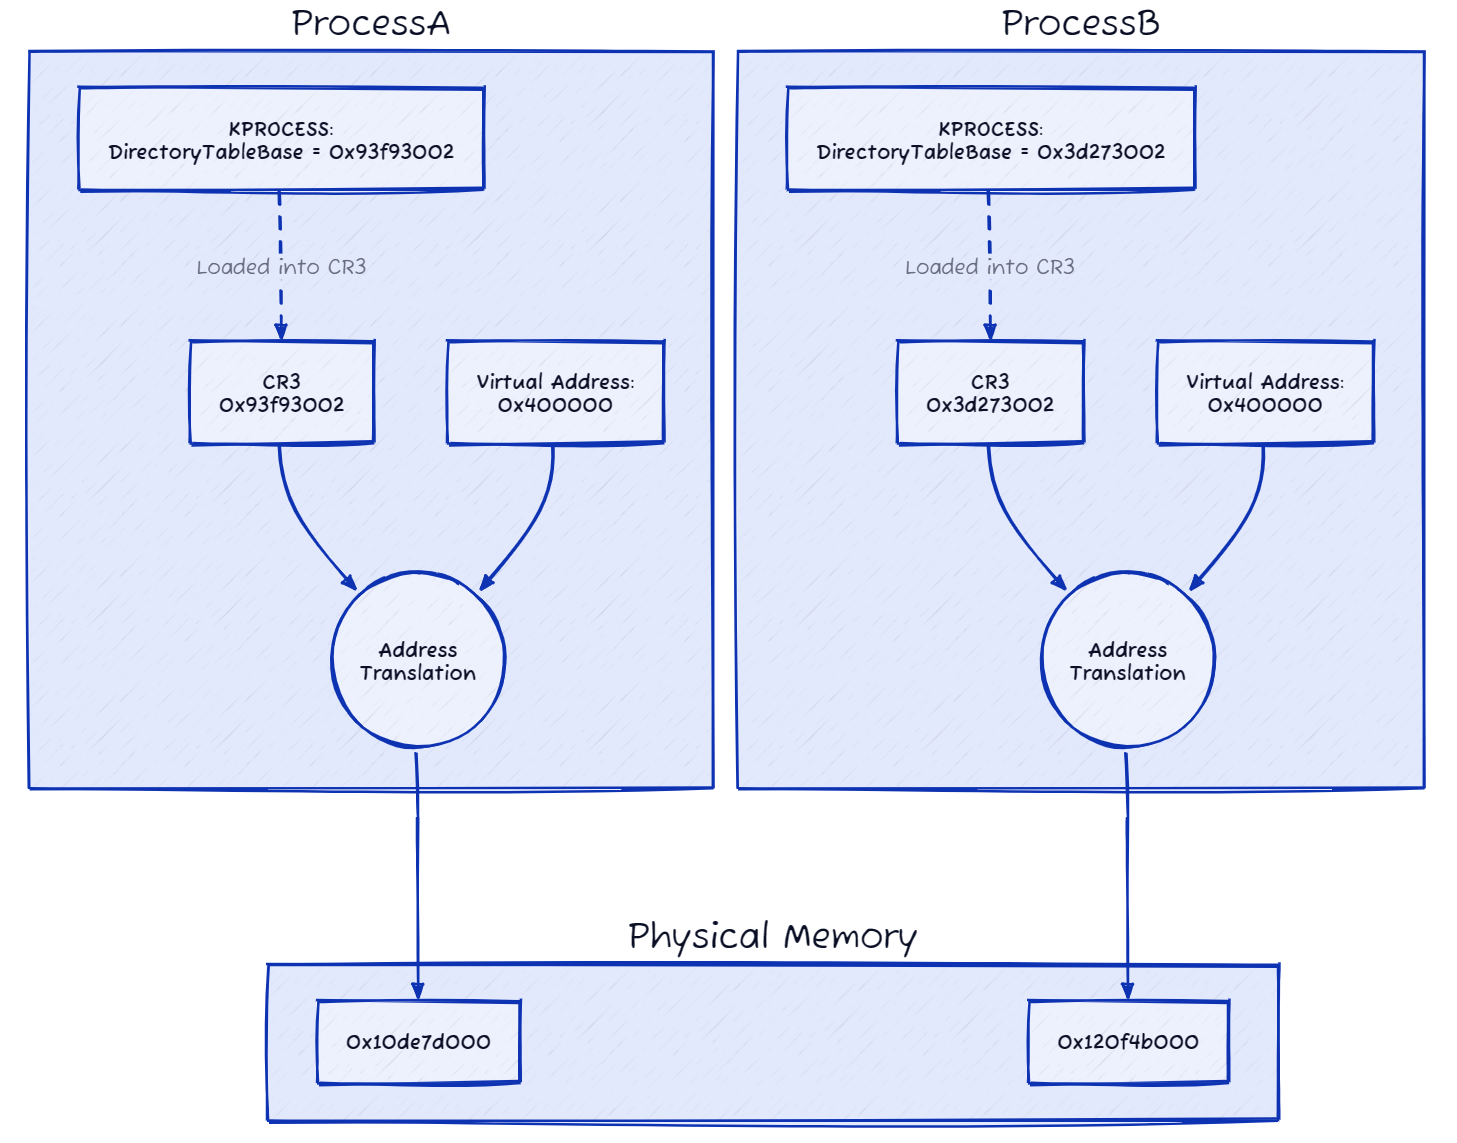 ProcessA
KPROCESS:
DirectoryTableBase = 0x93f93002
Loaded into CR3
CR3
0x93f93002
Virtual Address:
0x400000
Address
Translation
ProcessB
KPROCESS:
DirectoryTableBase = 0x3d273002
Loaded into CR3
CR3
0x3d273002
Virtual Address:
0x400000
Address
Translation
Physical Memory
0x10de7d000
0x120f4b000